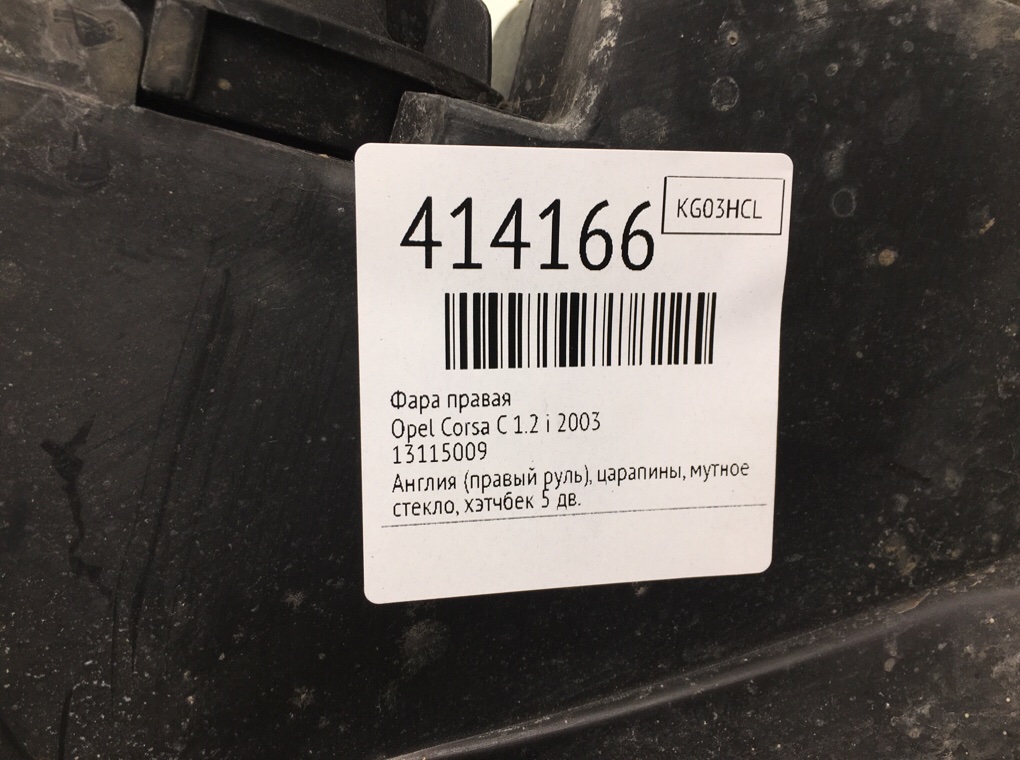 414166
KG03HCL
Фара правая
Opel Corsa C 1.2 i 2003
13115009
Англия (правый руль), царапины, мутное
стекло, хэтчбек 5 дв.